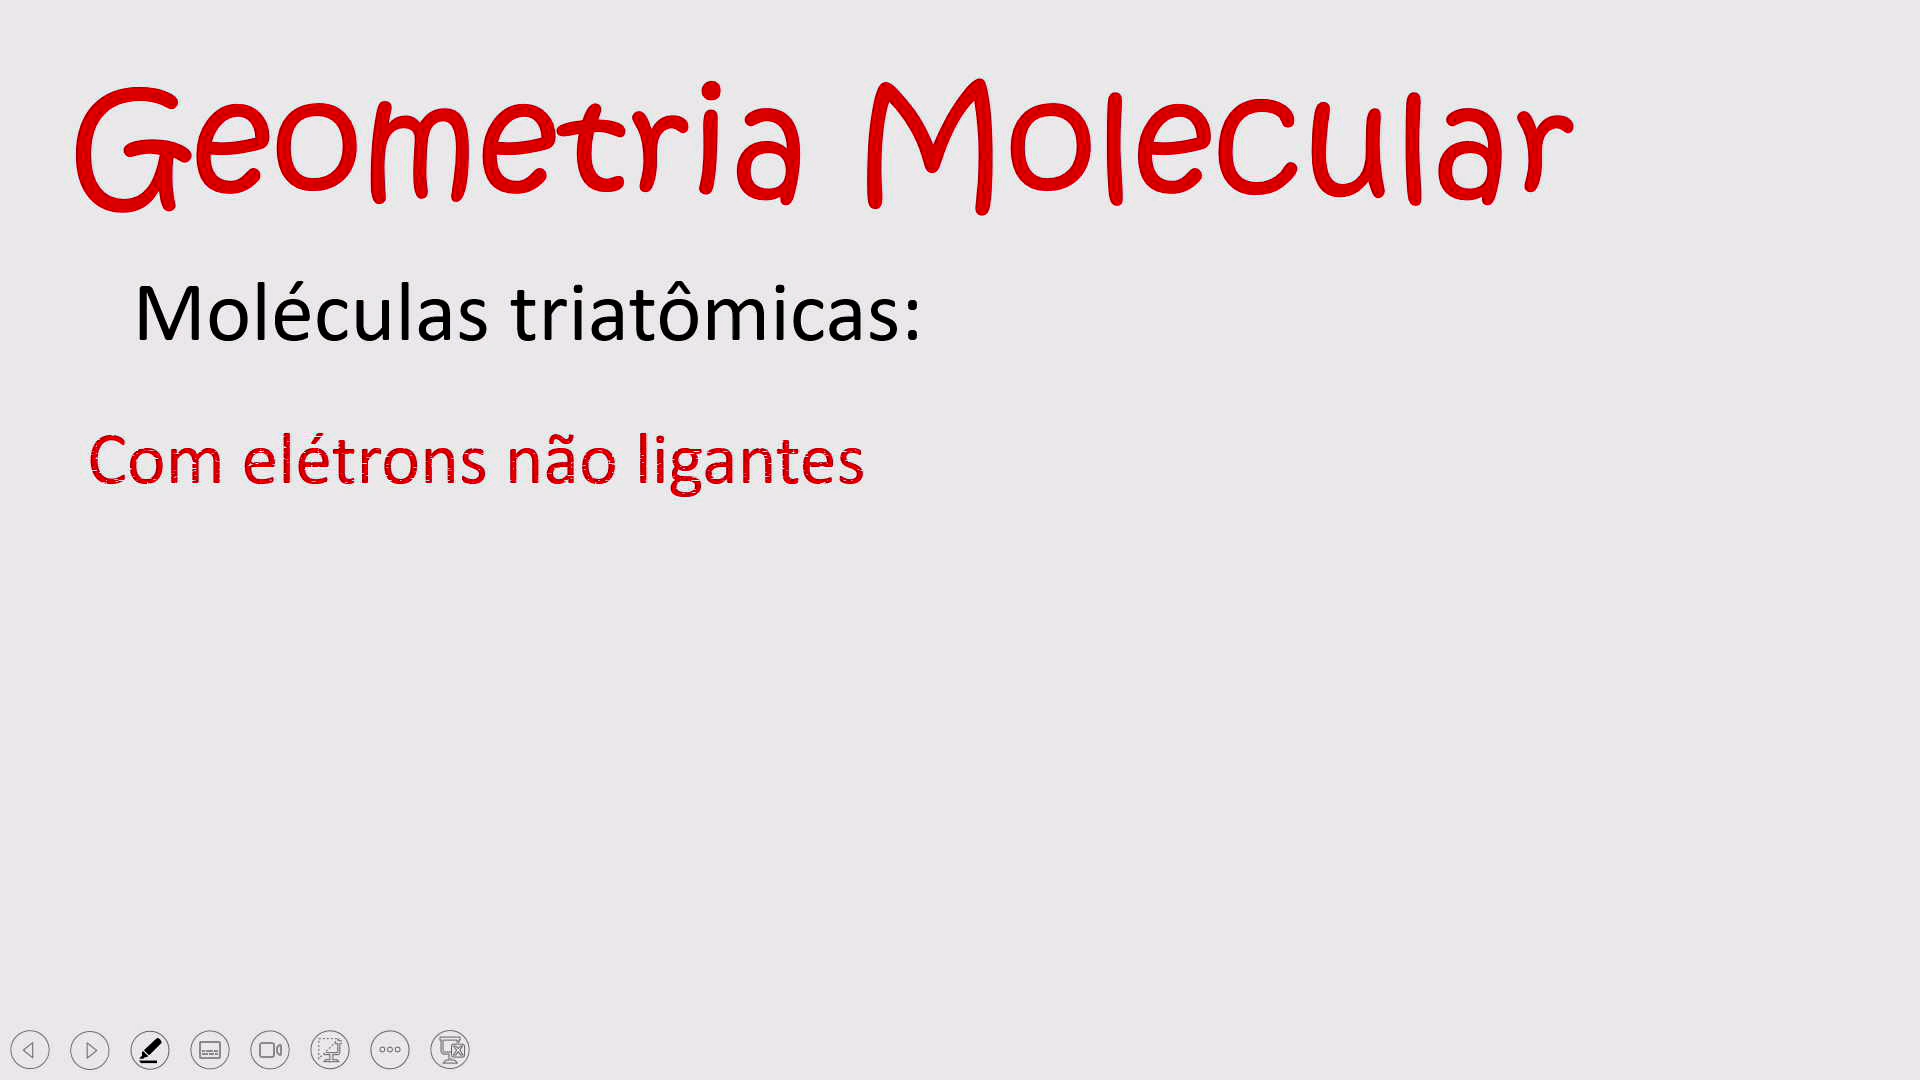 Geometria Molecular
Moléculas triatômicas:
Com elétrons não ligantes